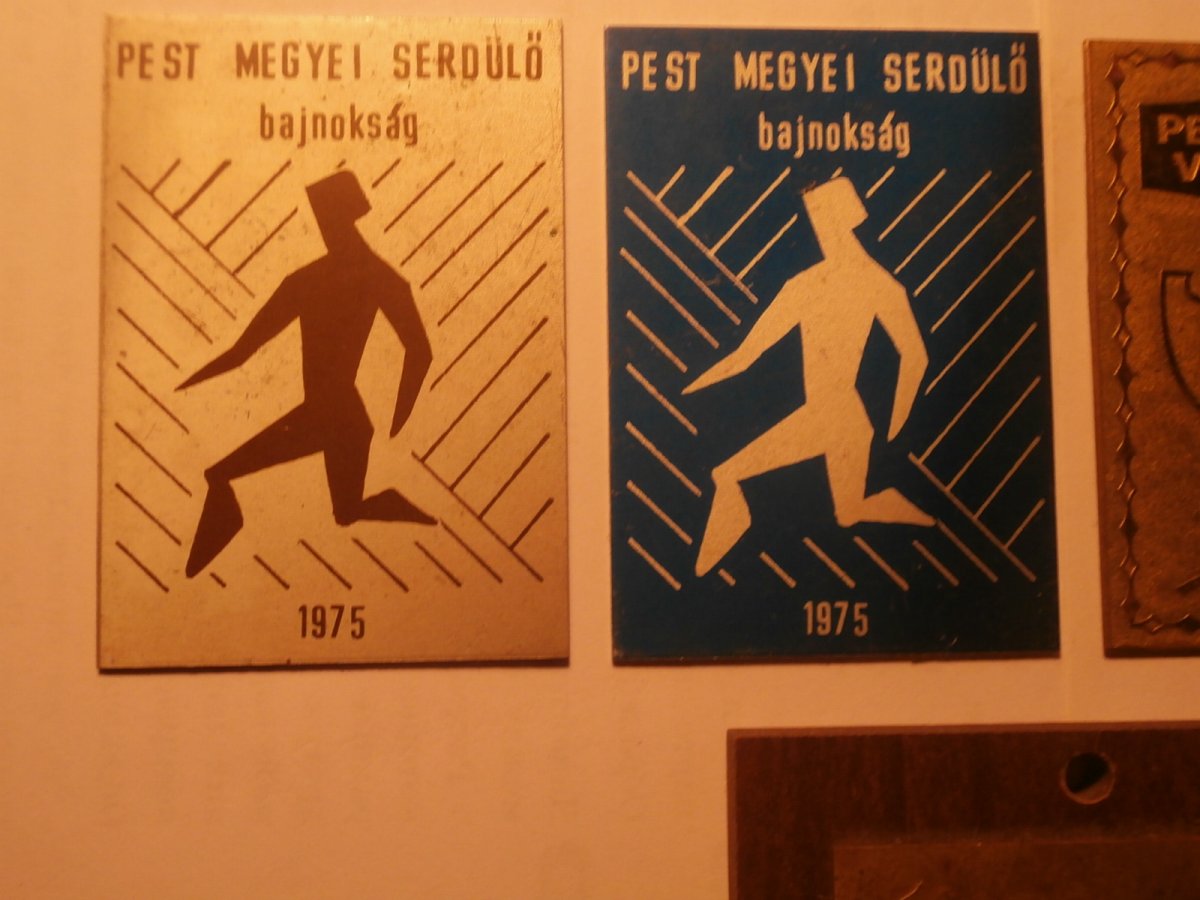 PEST MEGYEI SERDÜLŐ
bajnokság
1975
PEST MEGYEI SERDÜLŐ
bajnokság
1975